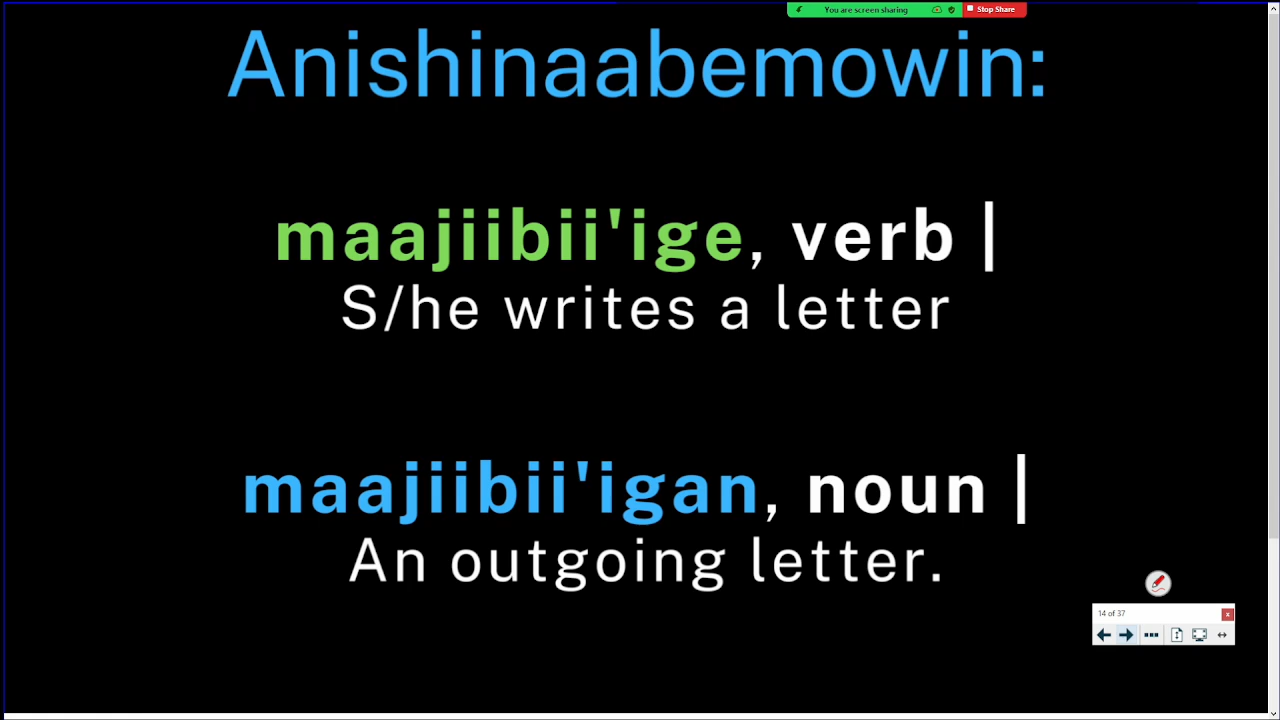 You are screen sharing
Stop Share
Anishinaabemowin:
maajiibii'ige, verb |
S/he writes a letter
maajiibii'igan, noun |
An outgoing letter.
14 of 37